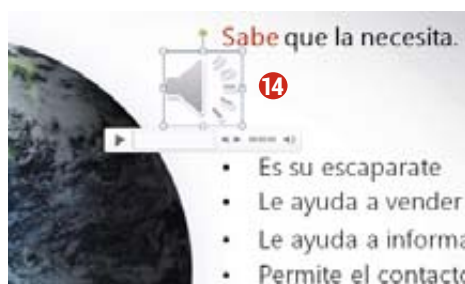 Sabe que la necesita.
14
Es su escaparate
Le ayuda a vender
Le ayuda a informa
Permite el contacto